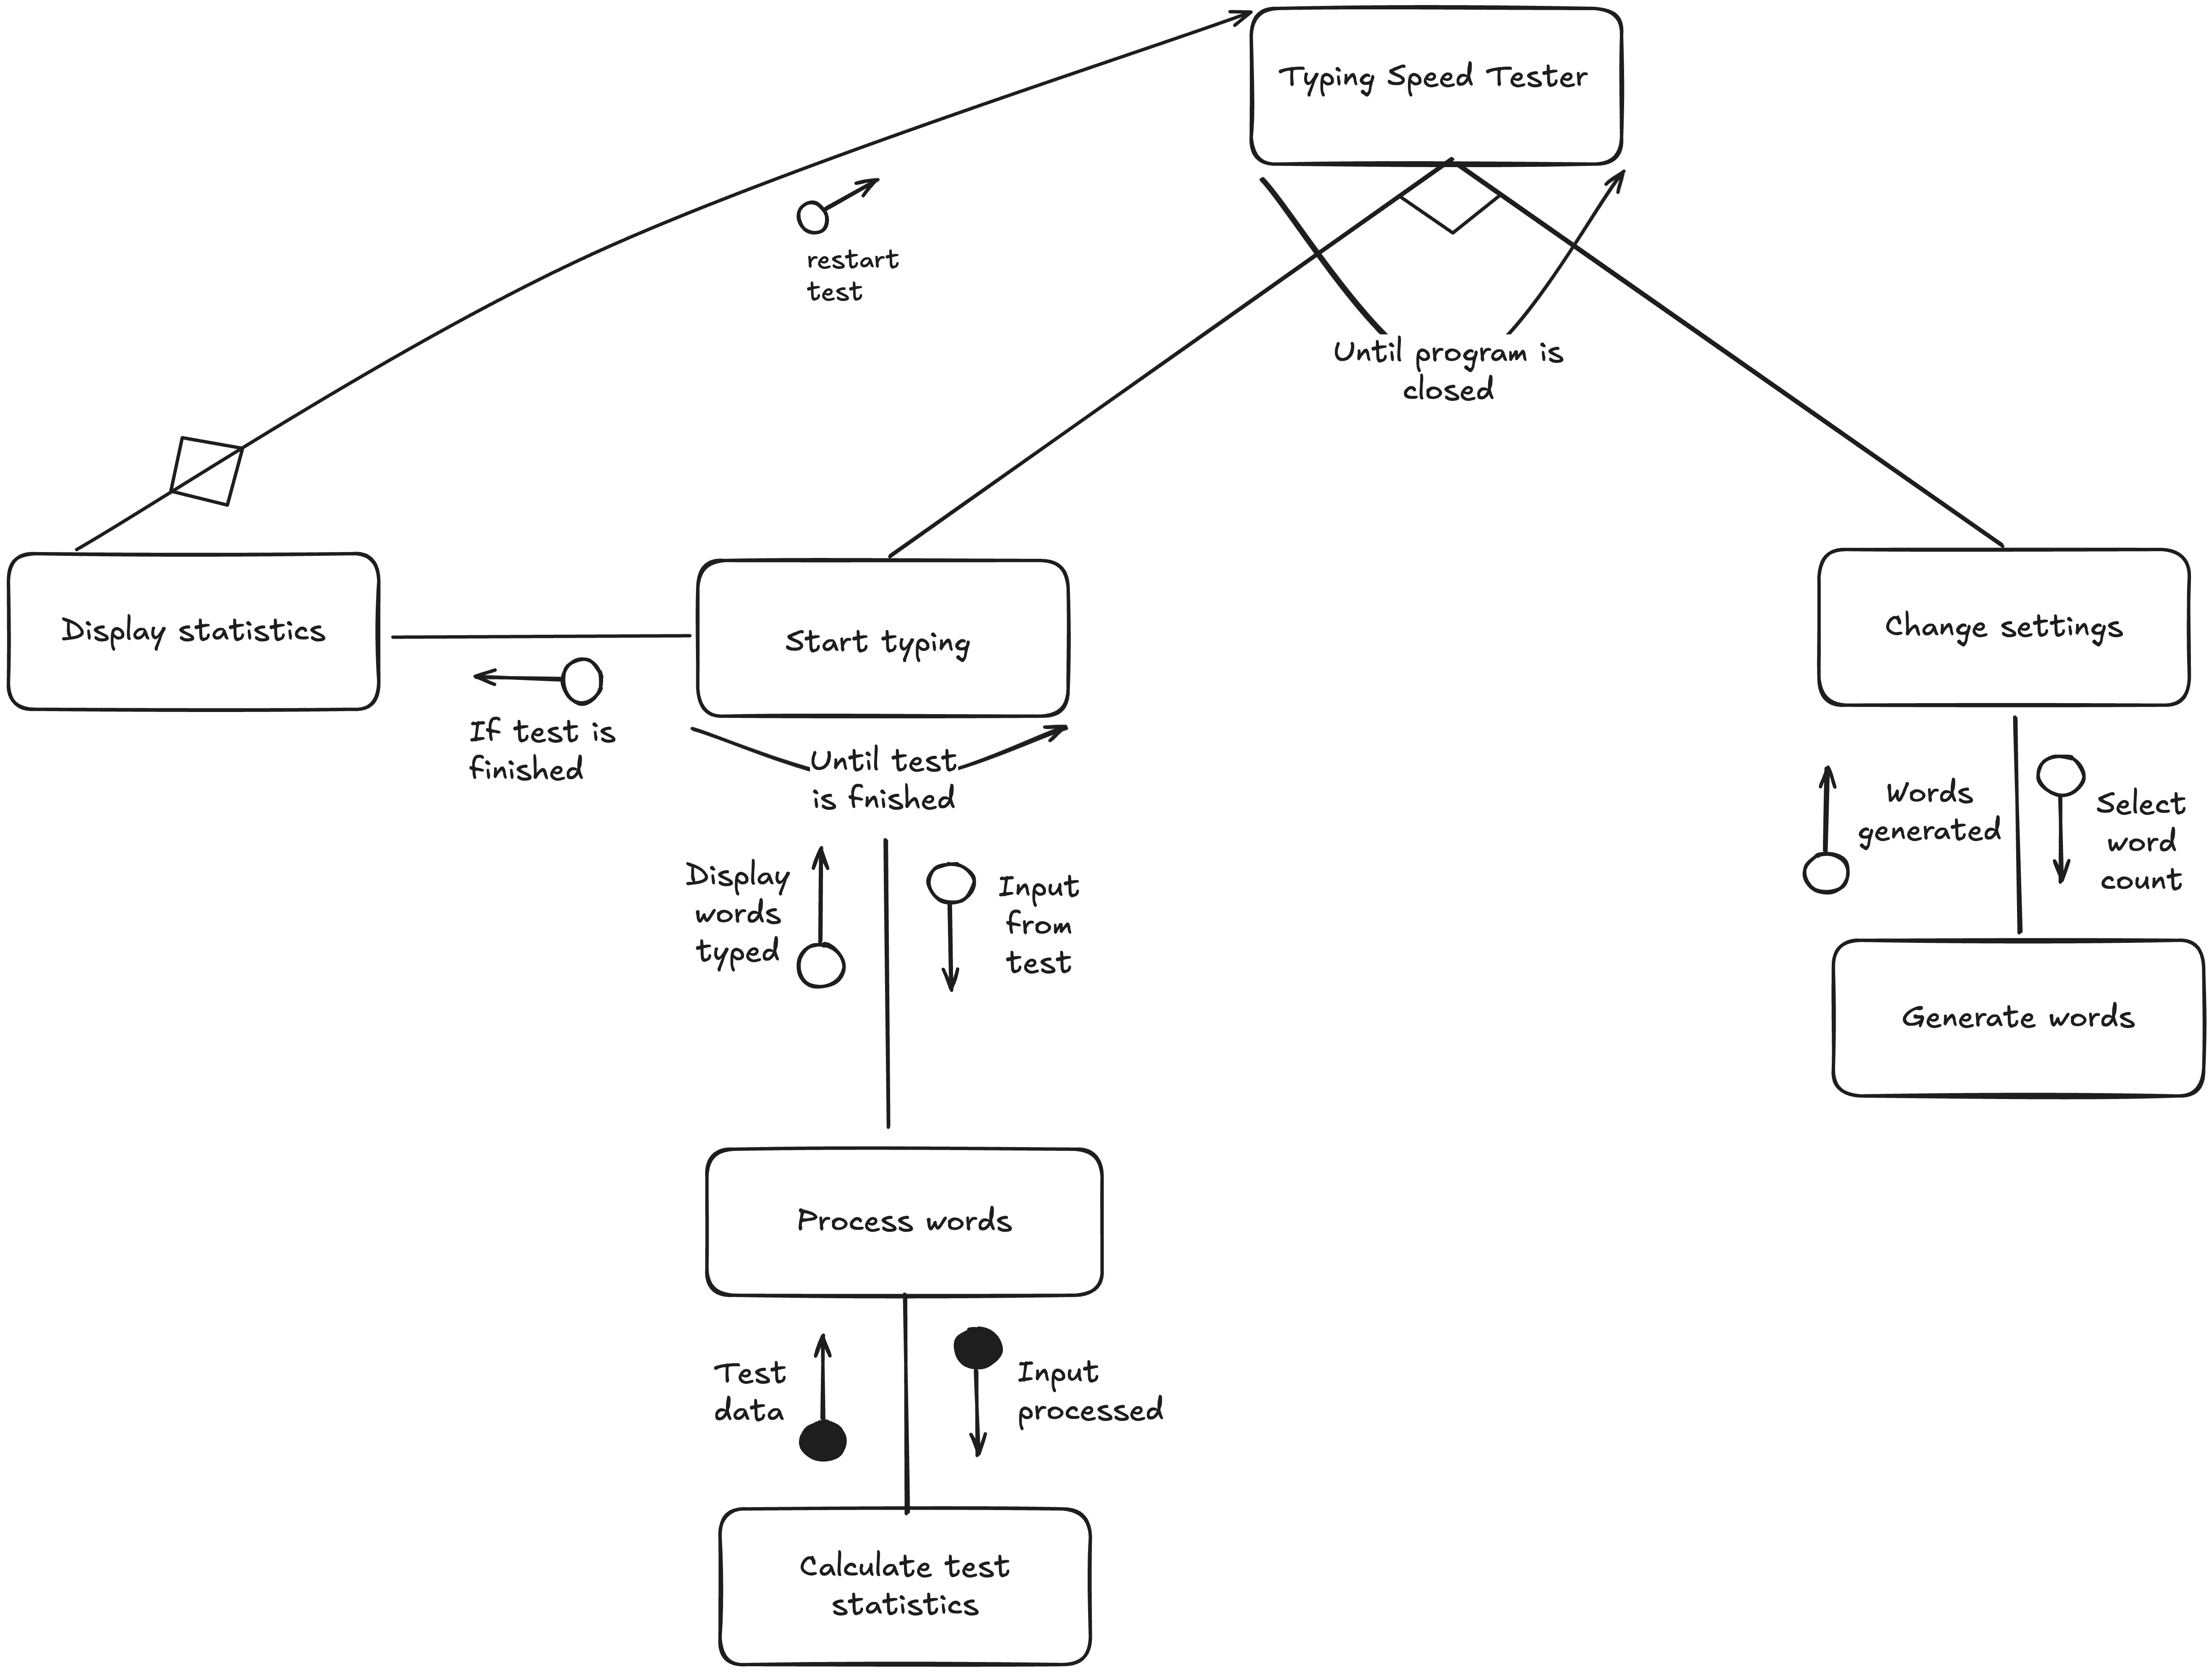 Typing Speed Tester
restart
test
Until program is
closed
Display statistics
Start typing
Change settings
If test is
finished
Until test
is fnished
Words
generated
Select
word
count
Display
words
typed
Input
from
test
Generate words
Process words
Test
data
Input
processed
Calculate test
statistics